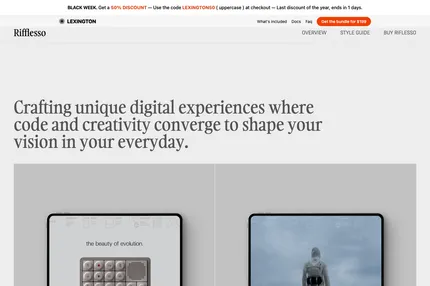 BLACK WEEK. Get a 50% DISCOUNT — Use the code LEXINGTON50 ( uppercase ) at checkout — Last discount of the year, ends in 1 days.
LEXINGTON
What's included Docs Faq Get the bundle for $169
Rifflesso
OVERVIEW STYLE GUIDE BUY RIFLESSO
Crafting unique digital experiences where
code and creativity converge to shape your
vision in your everyday.
the beauty of evolution.